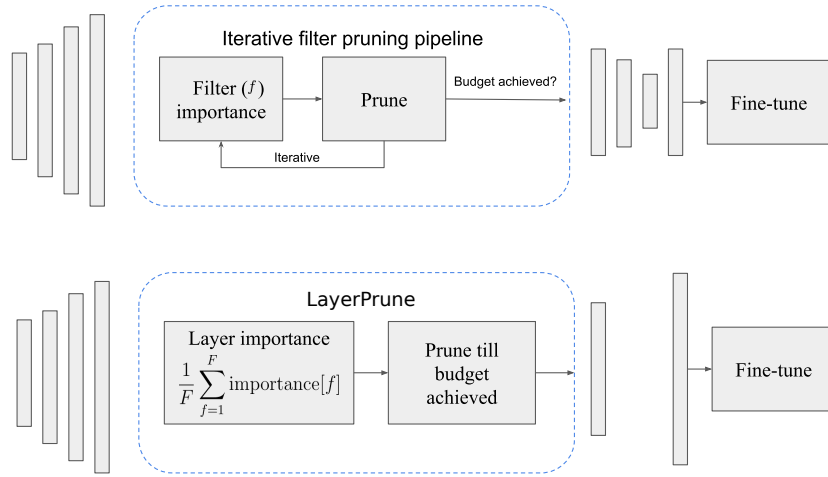 Iterative filter pruning pipeline
Filter (f)
importance
Prune
Budget achieved?
Iterative
Fine-tune
LayerPrune
Layer importance
1/F ∑_{f=1}^{F} importance[f]
Prune till
budget
achieved
Fine-tune